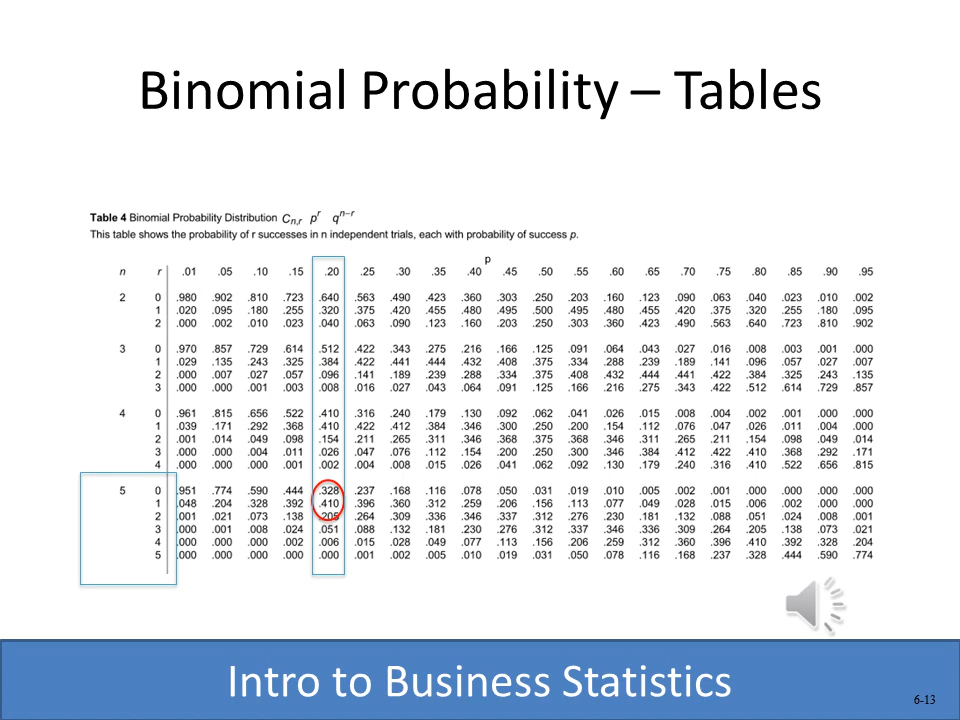 Binomial Probability – Tables
Table 4 Binomial Probability Distribution C n,r p^r q^n−r
This table shows the probability of r successes in n independent trials, each with probability of success p.
p
n r .01 .05 .10 .15 .20 .25 .30 .35 .40 .45 .50 .55 .60 .65 .70 .75 .80 .85 .90 .95
2 0 .980 .902 .810 .723 .640 .563 .490 .423 .360 .303 .250 .203 .160 .123 .090 .063 .040 .023 .010 .002
1 .020 .095 .180 .255 .320 .375 .420 .455 .480 .495 .500 .495 .480 .455 .420 .375 .320 .255 .180 .095
2 .000 .002 .010 .023 .040 .063 .090 .123 .160 .203 .250 .303 .360 .423 .490 .563 .640 .723 .810 .902
3 0 .970 .857 .729 .614 .512 .422 .343 .275 .216 .166 .125 .091 .064 .043 .027 .016 .008 .003 .001 .000
1 .029 .135 .243 .325 .384 .422 .441 .444 .432 .408 .375 .334 .288 .239 .189 .141 .096 .057 .027 .007
2 .000 .007 .027 .057 .096 .141 .189 .239 .288 .334 .375 .408 .432 .444 .441 .422 .384 .325 .243 .135
3 .000 .000 .001 .003 .008 .016 .027 .043 .064 .091 .125 .166 .216 .275 .343 .422 .512 .614 .729 .857
4 0 .961 .815 .656 .522 .410 .316 .240 .179 .130 .092 .062 .041 .026 .015 .008 .004 .002 .001 .000 .000
1 .039 .171 .292 .368 .410 .422 .412 .384 .346 .300 .250 .200 .154 .112 .076 .047 .026 .011 .004 .000
2 .001 .014 .049 .098 .154 .211 .265 .311 .346 .368 .375 .368 .346 .311 .265 .211 .154 .098 .049 .014
3 .000 .000 .004 .011 .026 .047 .076 .112 .154 .200 .250 .300 .346 .384 .412 .422 .410 .368 .292 .171
4 .000 .000 .000 .001 .002 .004 .008 .015 .026 .041 .062 .092 .130 .179 .240 .316 .410 .522 .656 .815
5 0 .951 .774 .590 .444 .328 .237 .168 .116 .078 .050 .031 .019 .010 .005 .002 .001 .000 .000 .000 .000
1 .048 .204 .328 .392 .410 .396 .360 .312 .259 .206 .156 .113 .077 .049 .028 .015 .006 .002 .000 .000
2 .001 .021 .073 .138 .205 .264 .309 .336 .346 .337 .312 .276 .230 .181 .132 .088 .051 .024 .008 .001
3 .000 .001 .008 .024 .051 .088 .132 .181 .230 .276 .312 .337 .346 .336 .309 .264 .205 .138 .073 .021
4 .000 .000 .000 .002 .006 .015 .028 .049 .077 .113 .156 .206 .259 .312 .360 .396 .410 .392 .328 .204
5 .000 .000 .000 .000 .000 .001 .002 .005 .010 .019 .031 .050 .078 .116 .168 .237 .328 .444 .590 .774
Intro to Business Statistics
6-13